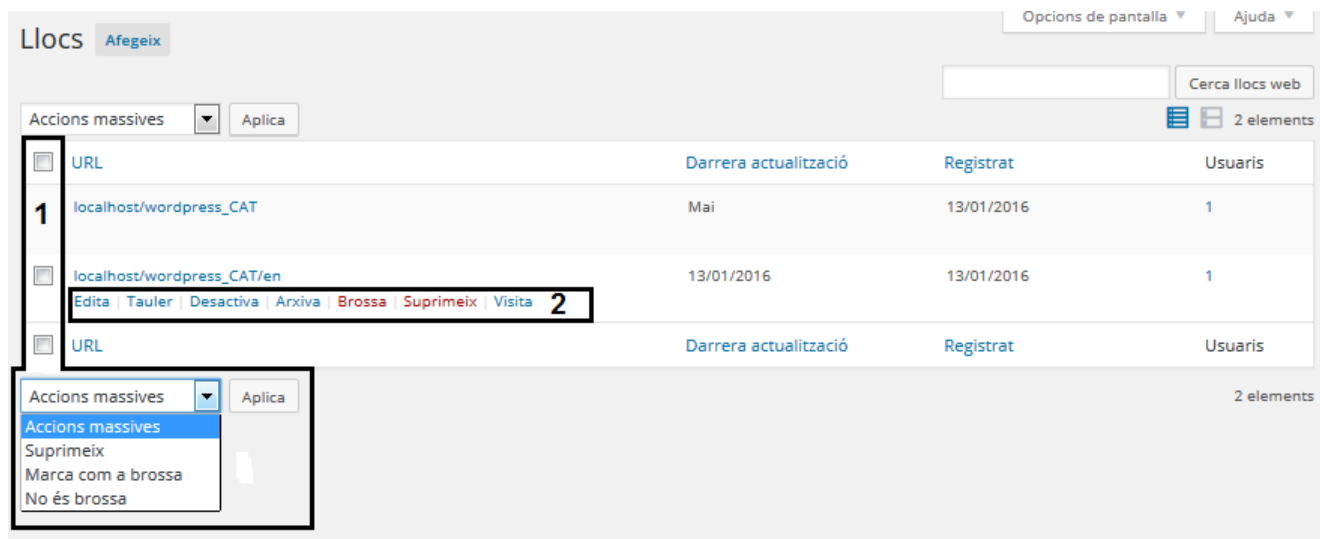 Opcions de pantalla Ajuda
Llocs Afegeix
Cerca llocs web
Accions massives Aplica 2 elements
URL Darrera actualització Registrat Usuaris
1 localhost/wordpress_CAT Mai 13/01/2016 1
localhost/wordpress_CAT/en 13/01/2016 13/01/2016 1
Edita | Tauler | Desactiva | Arxiva | Brossa | Suprimeix | Visita 2
URL Darrera actualització Registrat Usuaris
Accions massives Aplica 2 elements
Accions massives
Suprimeix
Marca com a brossa
No és brossa